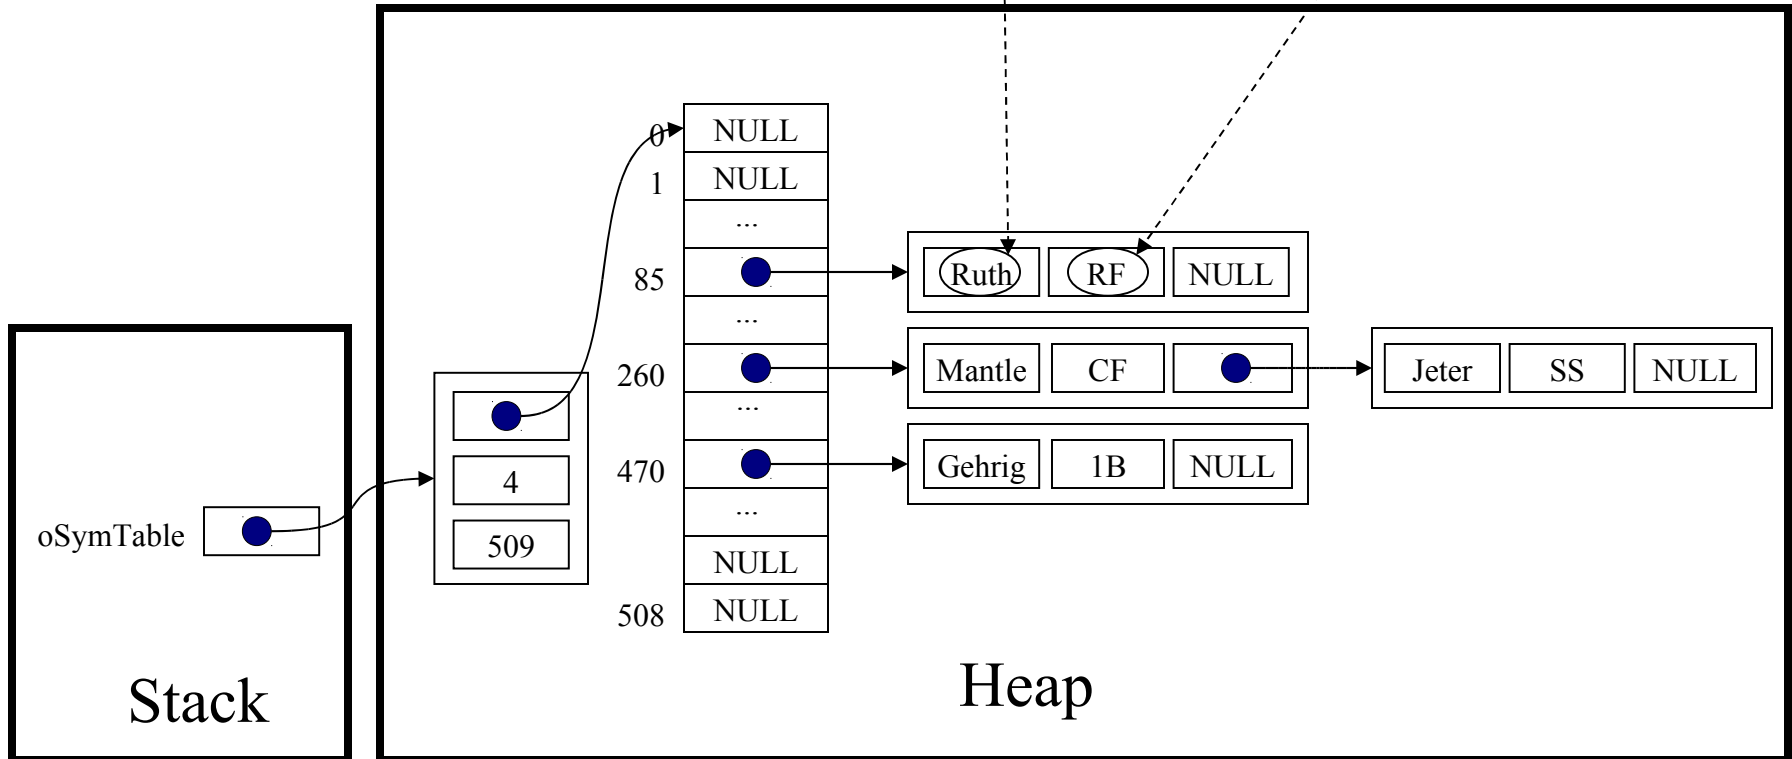 0 NULL
1 NULL
...
85 Ruth RF NULL
...
260 Mantle CF Jeter SS NULL
...
4 470 Gehrig 1B NULL
...
oSymTable 509
NULL
508 NULL
Stack Heap